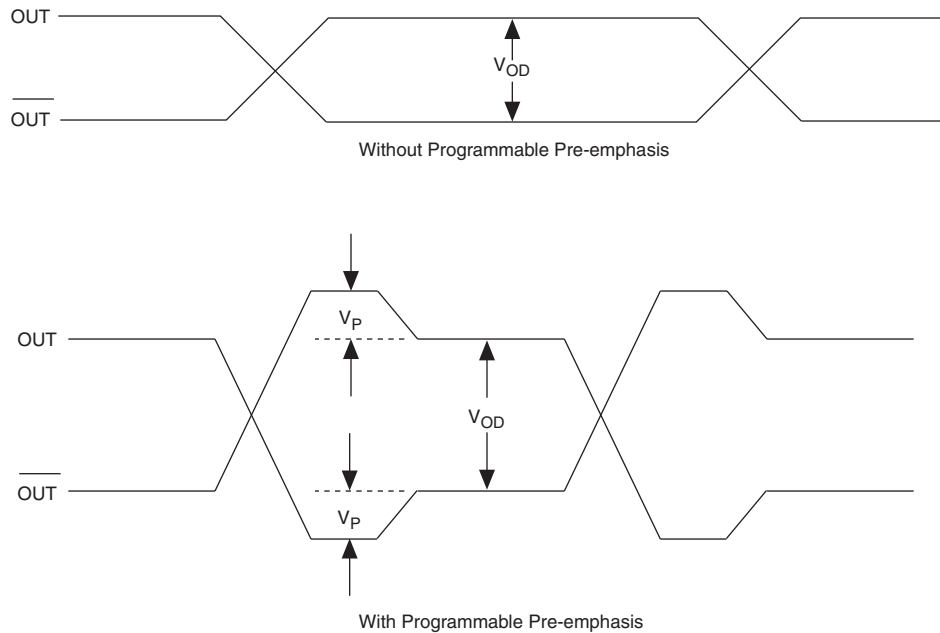 OUT
V_OD
OUT
Without Programmable Pre-emphasis
V_P
OUT
V_OD
OUT
V_P
With Programmable Pre-emphasis